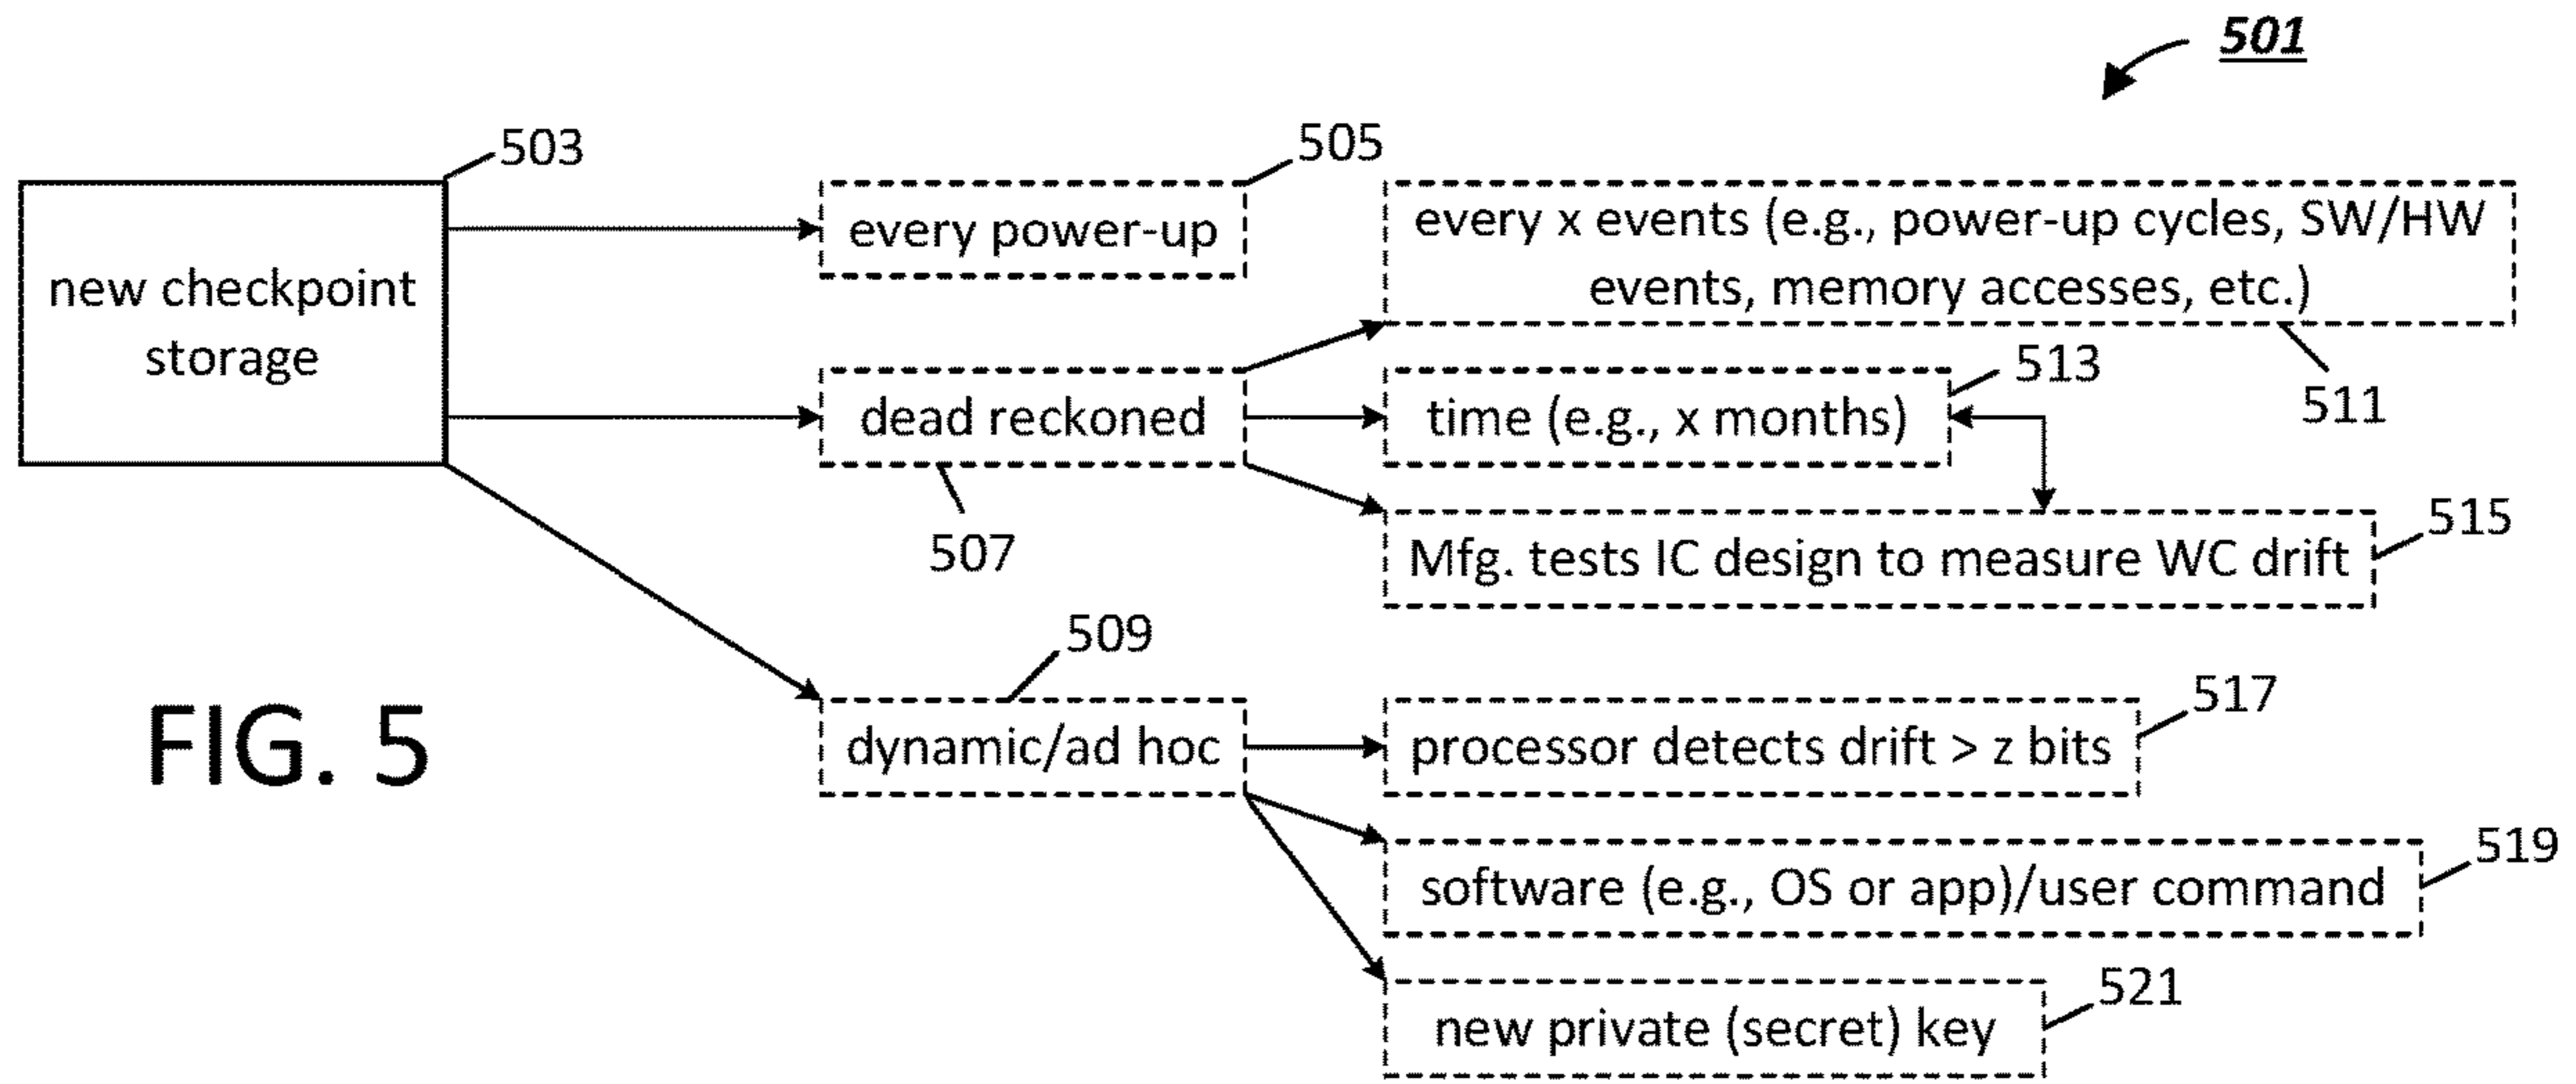 501
503
505
new checkpoint
storage
every power-up
every x events (e.g., power-up cycles, SW/HW
events, memory accesses, etc.)
511
dead reckoned
507
time (e.g., x months)
513
Mfg. tests IC design to measure WC drift
515
509
dynamic/ad hoc
processor detects drift > z bits
517
software (e.g., OS or app)/user command
519
new private (secret) key
521
FIG. 5